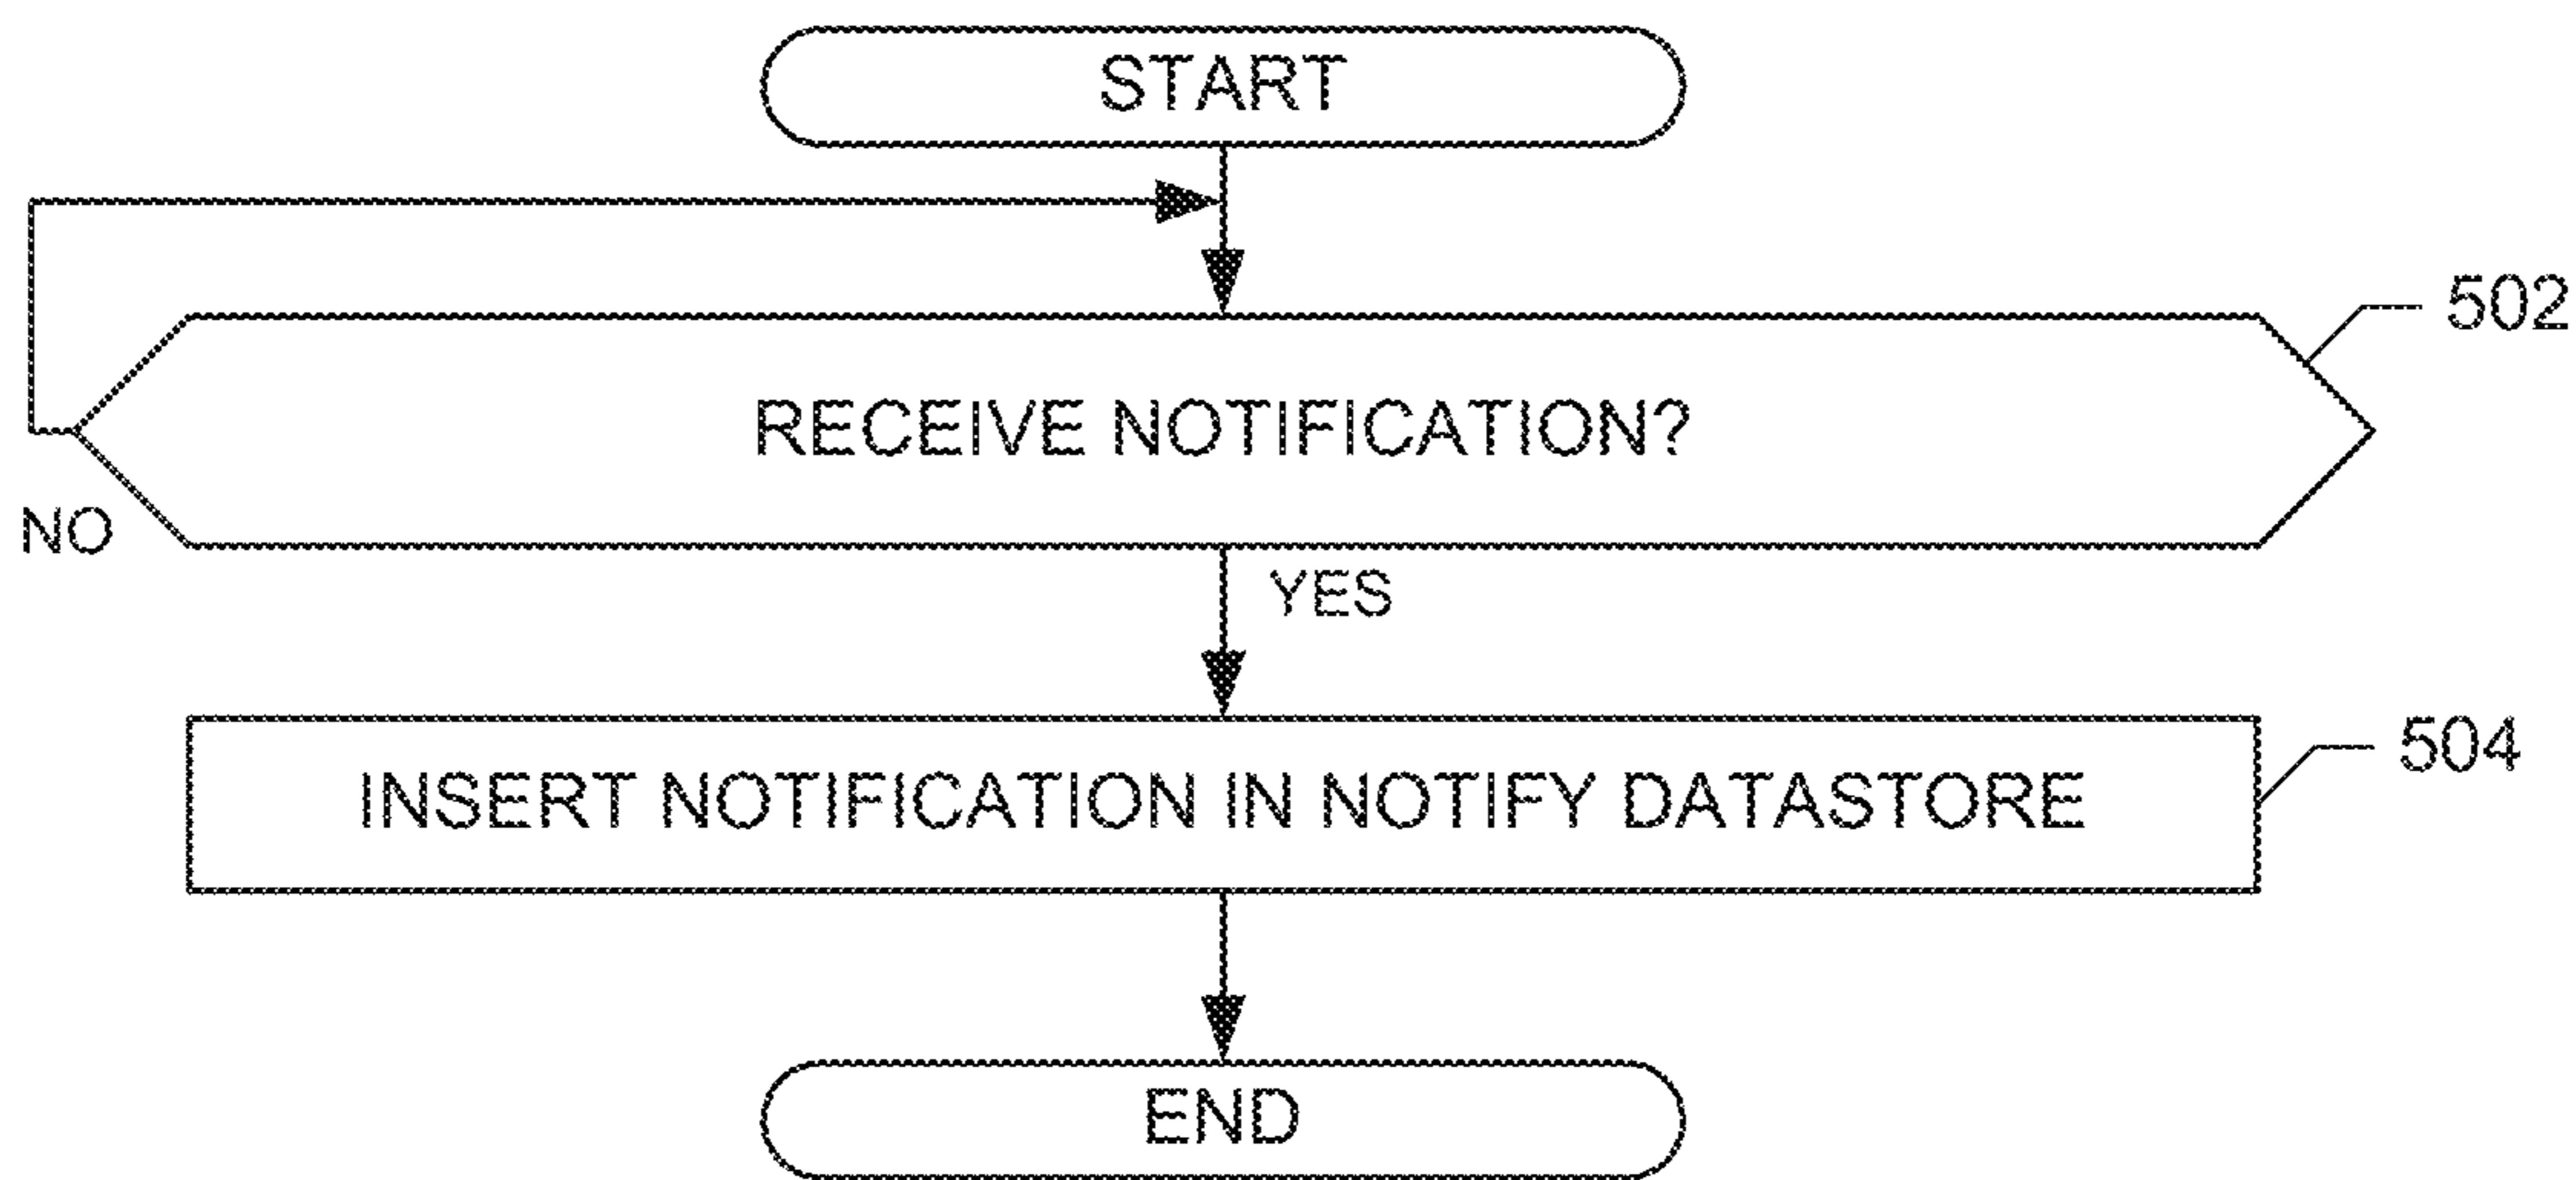 START
502
RECEIVE NOTIFICATION?
NO
YES
504
INSERT NOTIFICATION IN NOTIFY DATASTORE
END